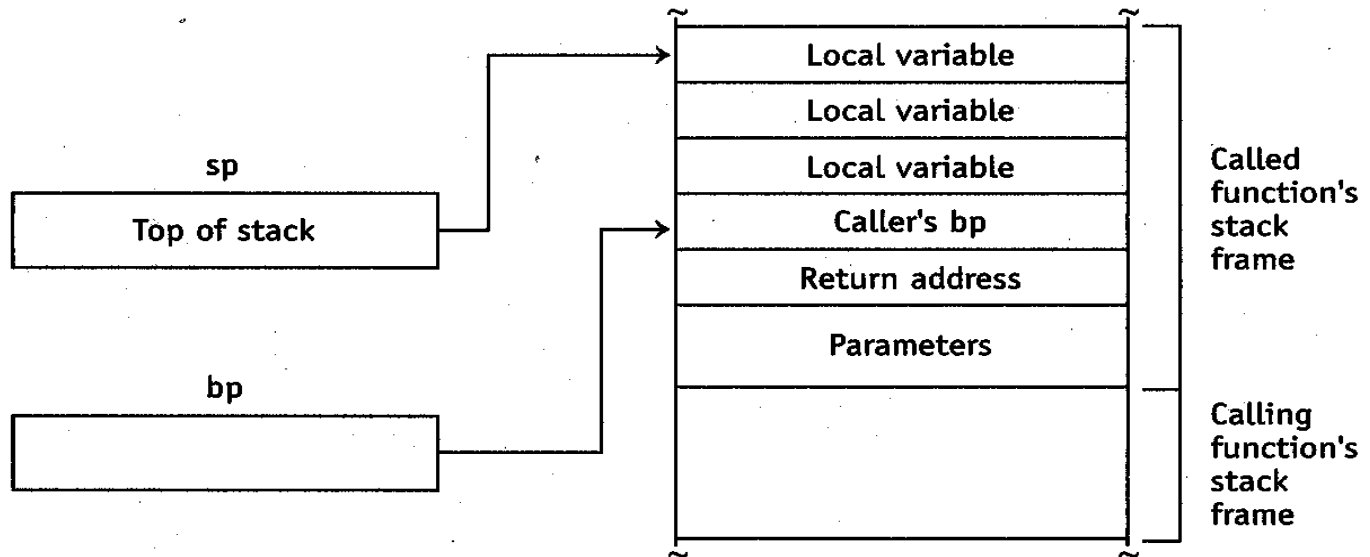 Local variable
Local variable
Local variable
Caller's bp
Return address
Parameters
sp
Top of stack
bp
Called
function's
stack
frame
Calling
function's
stack
frame